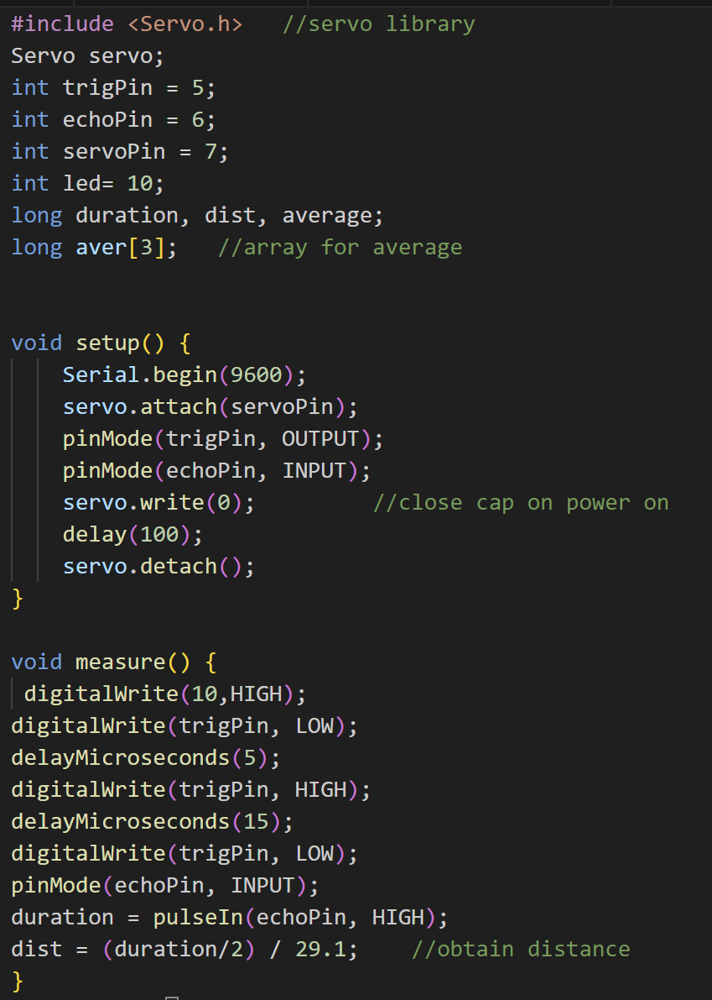 #include <Servo.h>   //servo library
Servo servo;
int trigPin = 5;
int echoPin = 6;
int servoPin = 7;
int led= 10;
long duration, dist, average;
long aver[3];   //array for average
void setup() {
    Serial.begin(9600);
    servo.attach(servoPin);
    pinMode(trigPin, OUTPUT);
    pinMode(echoPin, INPUT);
    servo.write(0);         //close cap on power on
    delay(100);
    servo.detach();
}
void measure() {
 digitalWrite(10,HIGH);
digitalWrite(trigPin, LOW);
delayMicroseconds(5);
digitalWrite(trigPin, HIGH);
delayMicroseconds(15);
digitalWrite(trigPin, LOW);
pinMode(echoPin, INPUT);
duration = pulseIn(echoPin, HIGH);
dist = (duration/2) / 29.1;    //obtain distance
}